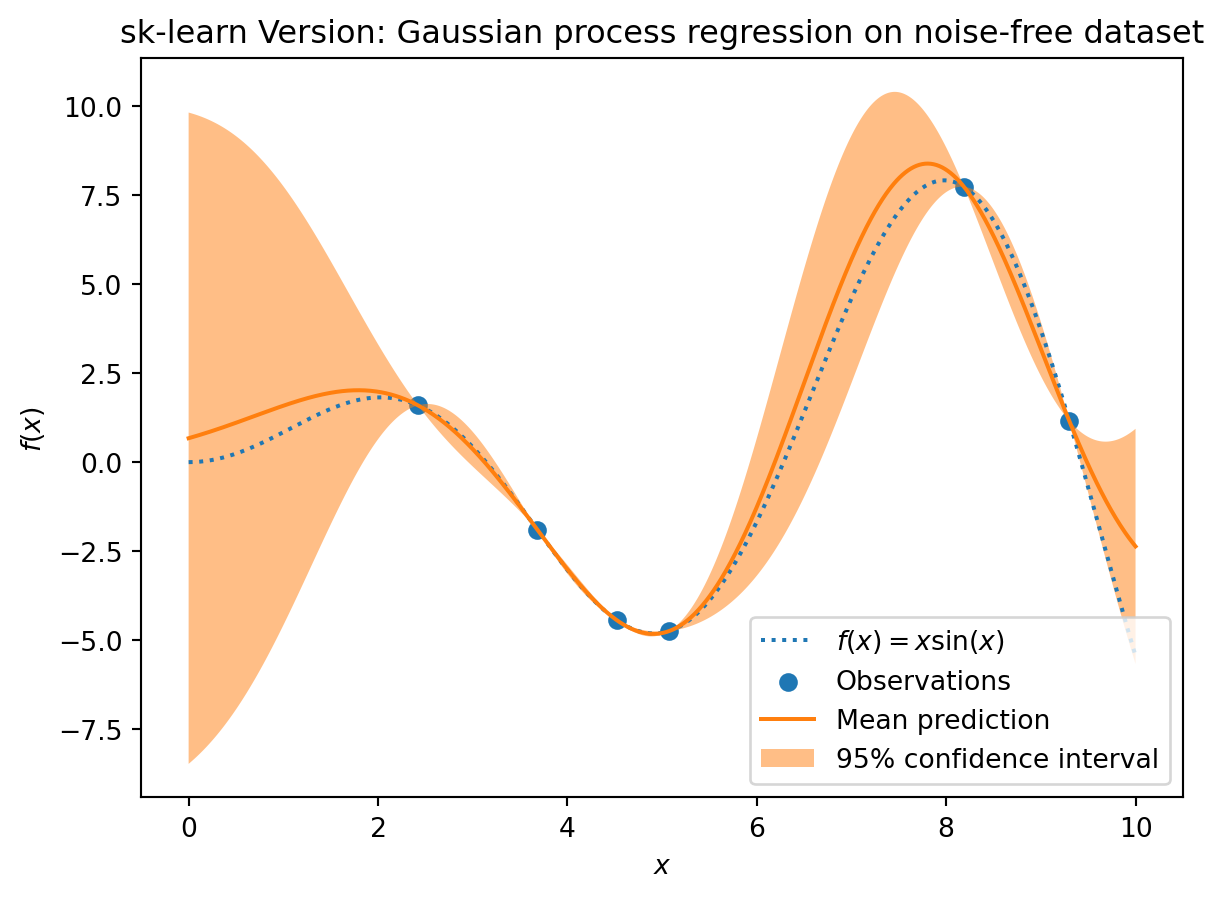 sk-learn Version: Gaussian process regression on noise-free dataset
10.0
7.5
5.0
2.5
0.0
−2.5
−5.0
−7.5
f(x)
f(x) = x sin(x)
Observations
Mean prediction
95% confidence interval
0 2 4 6 8 10
x